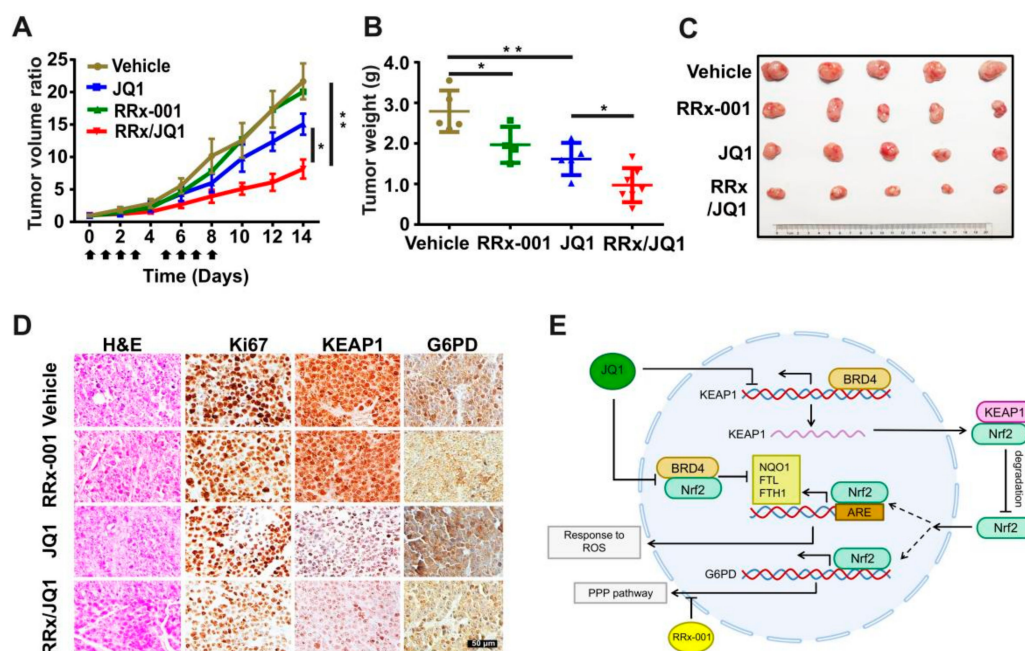 A
Tumor volume ratio
25
20
15
10
5
0
Vehicle
JQ1
RRx-001
RRx/JQ1
**
*
0 2 4 6 8 10 12 14
Time (Days)
B
Tumor weight (g)
4.0
3.0
2.0
1.0
0.0
**
*
*
Vehicle RRx-001 JQ1 RRx/JQ1
C
Vehicle
RRx-001
JQ1
RRx
/JQ1
D
H&E Ki67 KEAP1 G6PD
Vehicle
RRx-001
JQ1
RRx/JQ1
50 μm
E
JQ1
BRD4
KEAP1
KEAP1
KEAP1
Nrf2
degradation
BRD4
Nrf2
NQO1
FTL
FTH1
Nrf2
ARE
Nrf2
Response to
ROS
Nrf2
G6PD
PPP pathway
RRx-001